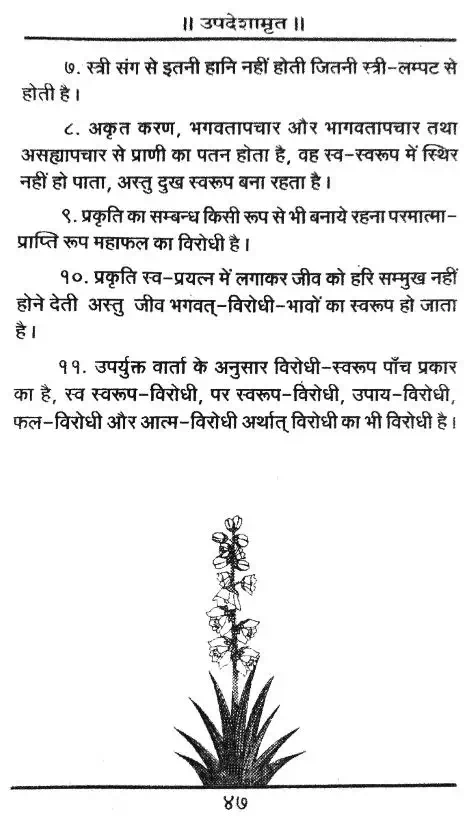 ॥ उपदेशामृत ॥
७. स्त्री संग से इतनी हानि नहीं होती जितनी स्त्री-लम्पट से
होती है।
८. अकृत करण, भगवतापचार और भागवतापचार तथा
असह्यापचार से प्राणी का पतन होता है, वह स्व-स्वरूप में स्थिर
नहीं हो पाता, अस्तु दुख स्वरूप बना रहता है।
९. प्रकृति का सम्बन्ध किसी रूप से भी बनाये रहना परमात्मा-
प्राप्ति रूप महाफल का विरोधी है।
१०. प्रकृति स्व-प्रयत्न में लगाकर जीव को हरि सम्मुख नहीं
होने देती अस्तु जीव भगवत्-विरोधी-भावों का स्वरूप हो जाता
है।
११. उपर्युक्त वार्ता के अनुसार विरोधी-स्वरूप पाँच प्रकार
का है, स्व स्वरूप-विरोधी, पर स्वरूप-विरोधी, उपाय-विरोधी,
फल-विरोधी और आत्म-विरोधी अर्थात् विरोधी का भी विरोधी है।
४७